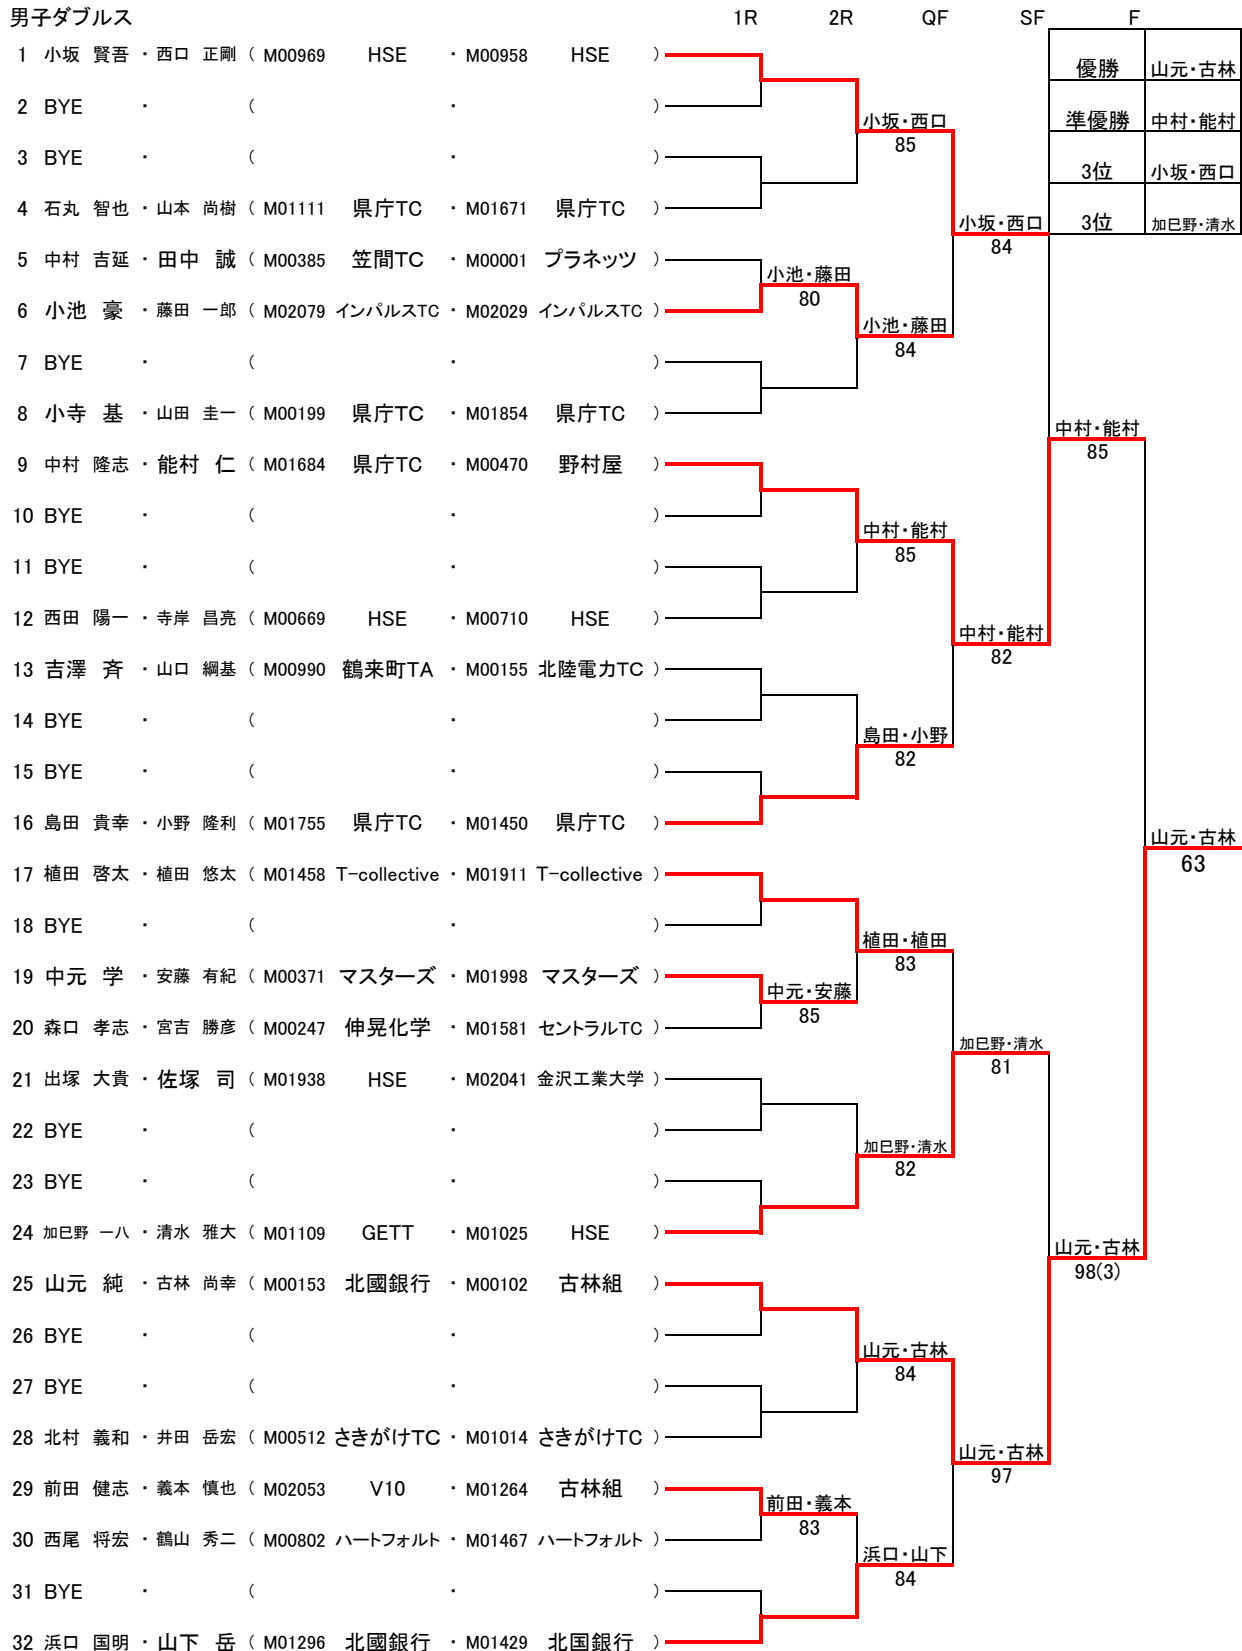 男子ダブルス 1R 2R QF SF F
1 小坂 賢吾 ・ 西口 正剛 ( M00969 HSE ・ M00958 HSE )
優勝 山元・古林
2 BYE ・ ( ・ )
準優勝 中村・能村
小坂・西口
85
3 BYE ・ ( ・ )
3位 小坂・西口
4 石丸 智也 ・ 山本 尚樹 ( M01111 県庁TC ・ M01671 県庁TC )
3位 加巳野・清水
小坂・西口
84
5 中村 吉延 ・ 田中 誠 ( M00385 笠間TC ・ M00001 プラネッツ )
小池・藤田
80
6 小池 豪 ・ 藤田 一郎 ( M02079 インパルスTC ・ M02029 インパルスTC )
小池・藤田
84
7 BYE ・ ( ・ )
8 小寺 基 ・ 山田 圭一 ( M00199 県庁TC ・ M01854 県庁TC )
中村・能村
85
9 中村 隆志 ・ 能村 仁 ( M01684 県庁TC ・ M00470 野村屋 )
10 BYE ・ ( ・ )
中村・能村
85
11 BYE ・ ( ・ )
12 西田 陽一 ・ 寺岸 昌亮 ( M00669 HSE ・ M00710 HSE )
中村・能村
82
13 吉澤 斉 ・ 山口 綱基 ( M00990 鶴来町TA ・ M00155 北陸電力TC )
14 BYE ・ ( ・ )
島田・小野
82
15 BYE ・ ( ・ )
16 島田 貴幸 ・ 小野 隆利 ( M01755 県庁TC ・ M01450 県庁TC )
山元・古林
63
17 植田 啓太 ・ 植田 悠太 ( M01458 T-collective ・ M01911 T-collective )
18 BYE ・ ( ・ )
植田・植田
83
19 中元 学 ・ 安藤 有紀 ( M00371 マスターズ ・ M01998 マスターズ )
中元・安藤
85
20 森口 孝志 ・ 宮吉 勝彦 ( M00247 伸晃化学 ・ M01581 セントラルTC )
加巳野・清水
81
21 出塚 大貴 ・ 佐塚 司 ( M01938 HSE ・ M02041 金沢工業大学 )
22 BYE ・ ( ・ )
加巳野・清水
82
23 BYE ・ ( ・ )
24 加巳野 一八 ・ 清水 雅大 ( M01109 GETT ・ M01025 HSE )
山元・古林
98(3)
25 山元 純 ・ 古林 尚幸 ( M00153 北國銀行 ・ M00102 古林組 )
26 BYE ・ ( ・ )
山元・古林
84
27 BYE ・ ( ・ )
28 北村 義和 ・ 井田 岳宏 ( M00512 さきがけTC ・ M01014 さきがけTC )
山元・古林
97
29 前田 健志 ・ 義本 慎也 ( M02053 V10 ・ M01264 古林組 )
前田・義本
83
30 西尾 将宏 ・ 鶴山 秀二 ( M00802 ハートフォルト ・ M01467 ハートフォルト )
浜口・山下
84
31 BYE ・ ( ・ )
32 浜口 国明 ・ 山下 岳 ( M01296 北國銀行 ・ M01429 北国銀行 )